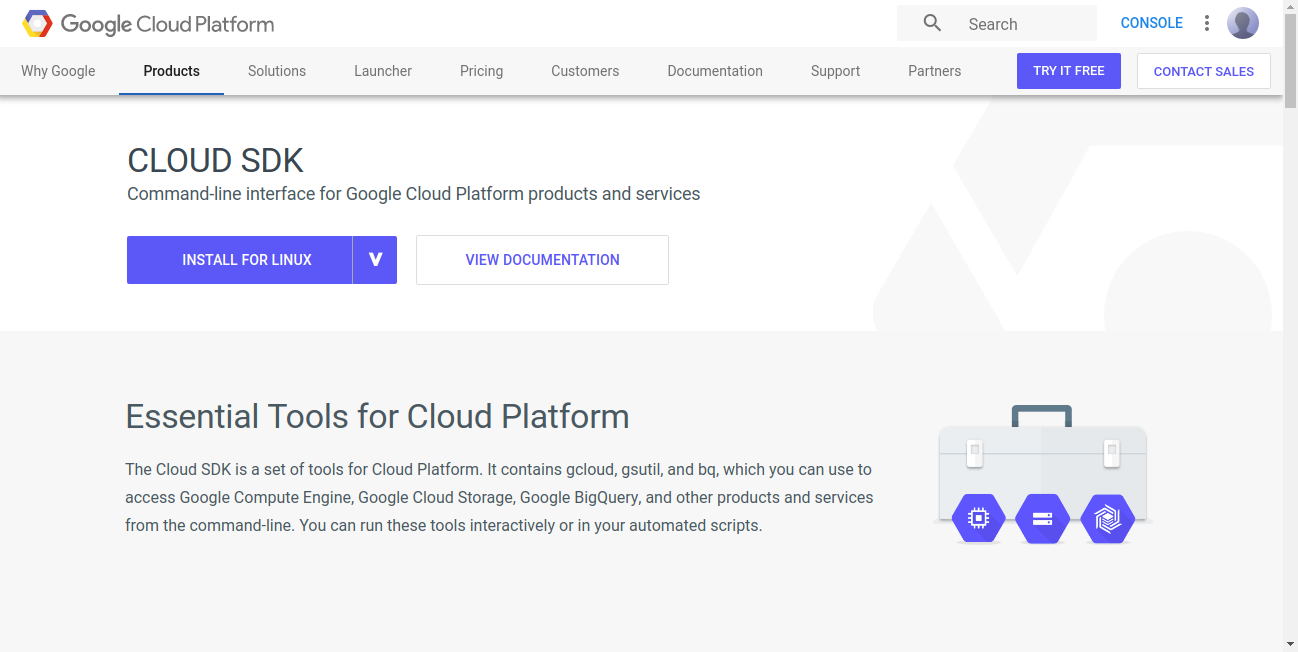 Google Cloud Platform
Search
CONSOLE
Why Google
Products
Solutions
Launcher
Pricing
Customers
Documentation
Support
Partners
TRY IT FREE
CONTACT SALES
CLOUD SDK
Command-line interface for Google Cloud Platform products and services
INSTALL FOR LINUX
V
VIEW DOCUMENTATION
Essential Tools for Cloud Platform
The Cloud SDK is a set of tools for Cloud Platform. It contains gcloud, gsutil, and bq, which you can use to
access Google Compute Engine, Google Cloud Storage, Google BigQuery, and other products and services
from the command-line. You can run these tools interactively or in your automated scripts.